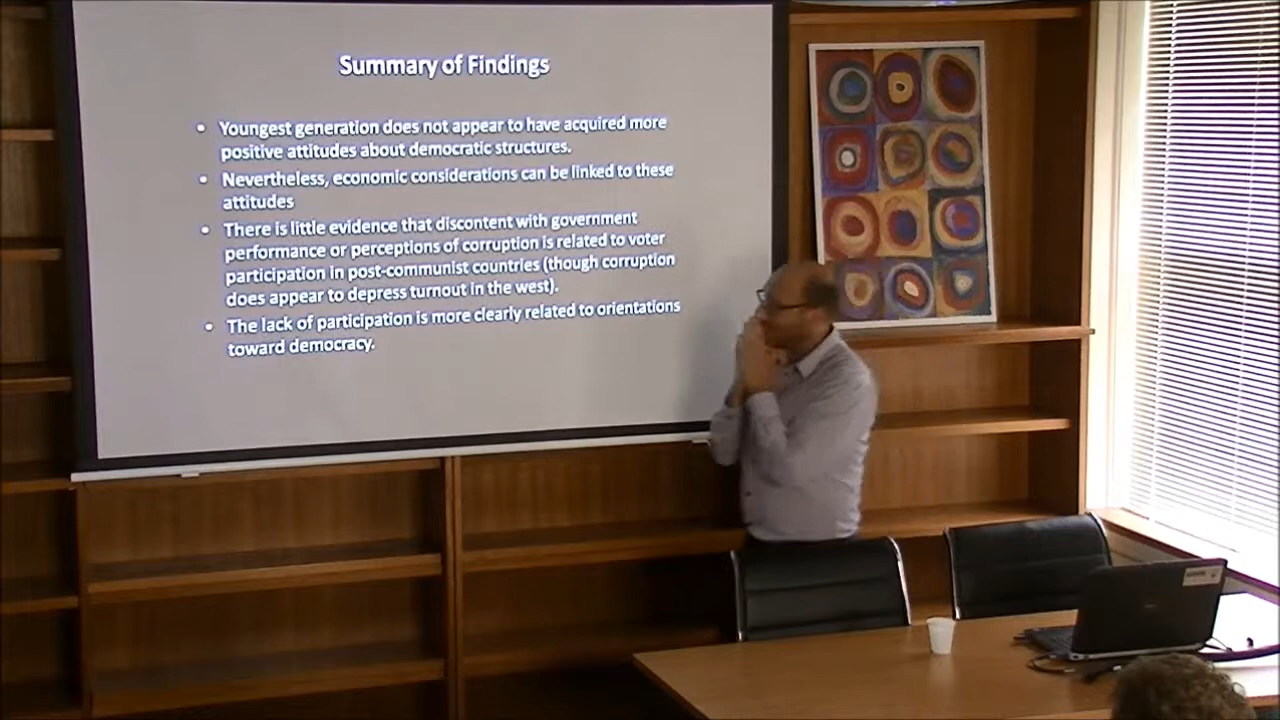 Summary of Findings
• Youngest generation does not appear to have acquired more
positive attitudes about democratic structures.
• Nevertheless, economic considerations can be linked to these
attitudes
• There is little evidence that discontent with government
performance or perceptions of corruption is related to voter
participation in post-communist countries (though corruption
does appear to depress turnout in the west).
• The lack of participation is more clearly related to orientations
toward democracy.